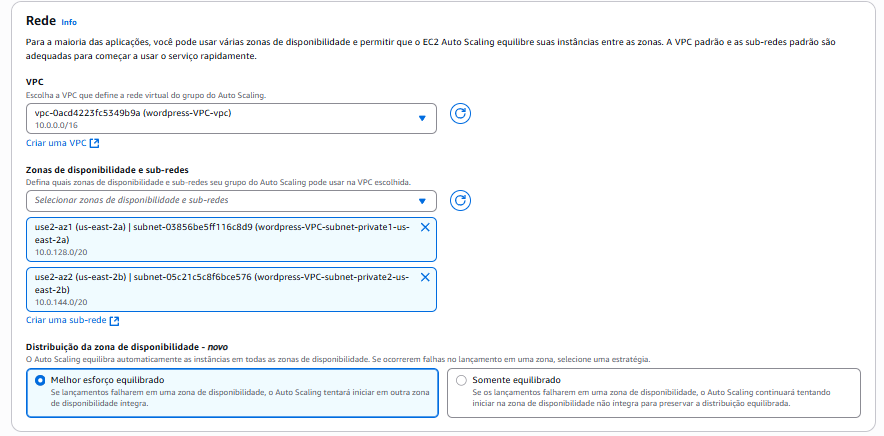 Rede Info
Para a maioria das aplicações, você pode usar várias zonas de disponibilidade e permitir que o EC2 Auto Scaling equilibre suas instâncias entre as zonas. A VPC padrão e as sub-redes padrão são
adequadas para começar a usar o serviço rapidamente.
VPC
Escolha a VPC que define a rede virtual do grupo do Auto Scaling.
vpc-0acd4223fc5349b9a (wordpress-VPC-vpc)
10.0.0.0/16
Criar uma VPC
Zonas de disponibilidade e sub-redes
Defina quais zonas de disponibilidade e sub-redes seu grupo do Auto Scaling pode usar na VPC escolhida.
Selecionar zonas de disponibilidade e sub-redes
use2-az1 (us-east-2a) | subnet-03856be5ff116c8d9 (wordpress-VPC-subnet-private1-us-
east-2a)
10.0.128.0/20
use2-az2 (us-east-2b) | subnet-05c21c5c8f6bce576 (wordpress-VPC-subnet-private2-us-
east-2b)
10.0.144.0/20
Criar uma sub-rede
Distribuição da zona de disponibilidade - novo
O Auto Scaling equilibra automaticamente as instâncias em todas as zonas de disponibilidade. Se ocorrerem falhas no lançamento em uma zona, selecione uma estratégia.
Melhor esforço equilibrado
Se lançamentos falharem em uma zona de disponibilidade, o Auto Scaling tentará iniciar em outra zona
de disponibilidade íntegra.
Somente equilibrado
Se os lançamentos falharem em uma zona de disponibilidade, o Auto Scaling continuará tentando
iniciar na zona de disponibilidade não íntegra para preservar a distribuição equilibrada.